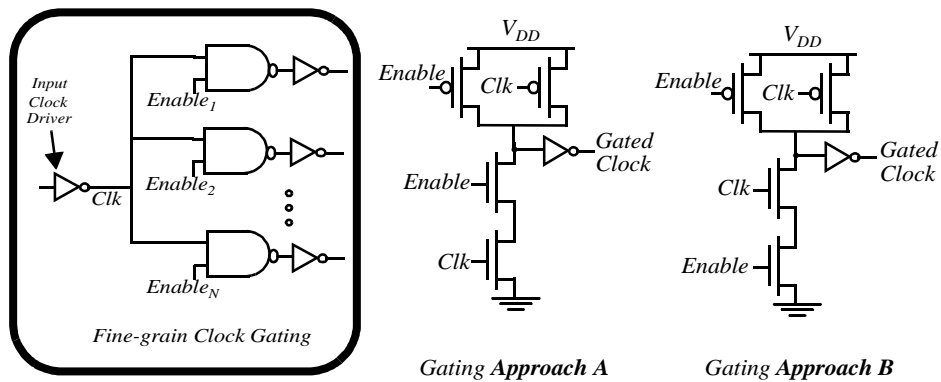 Input
Clock
Driver
Clk
Enable1
Enable2
EnableN
Fine-grain Clock Gating
VDD
Enable
Clk
Gated
Clock
Enable
Clk
Gating Approach A
VDD
Enable
Clk
Gated
Clock
Clk
Enable
Gating Approach B